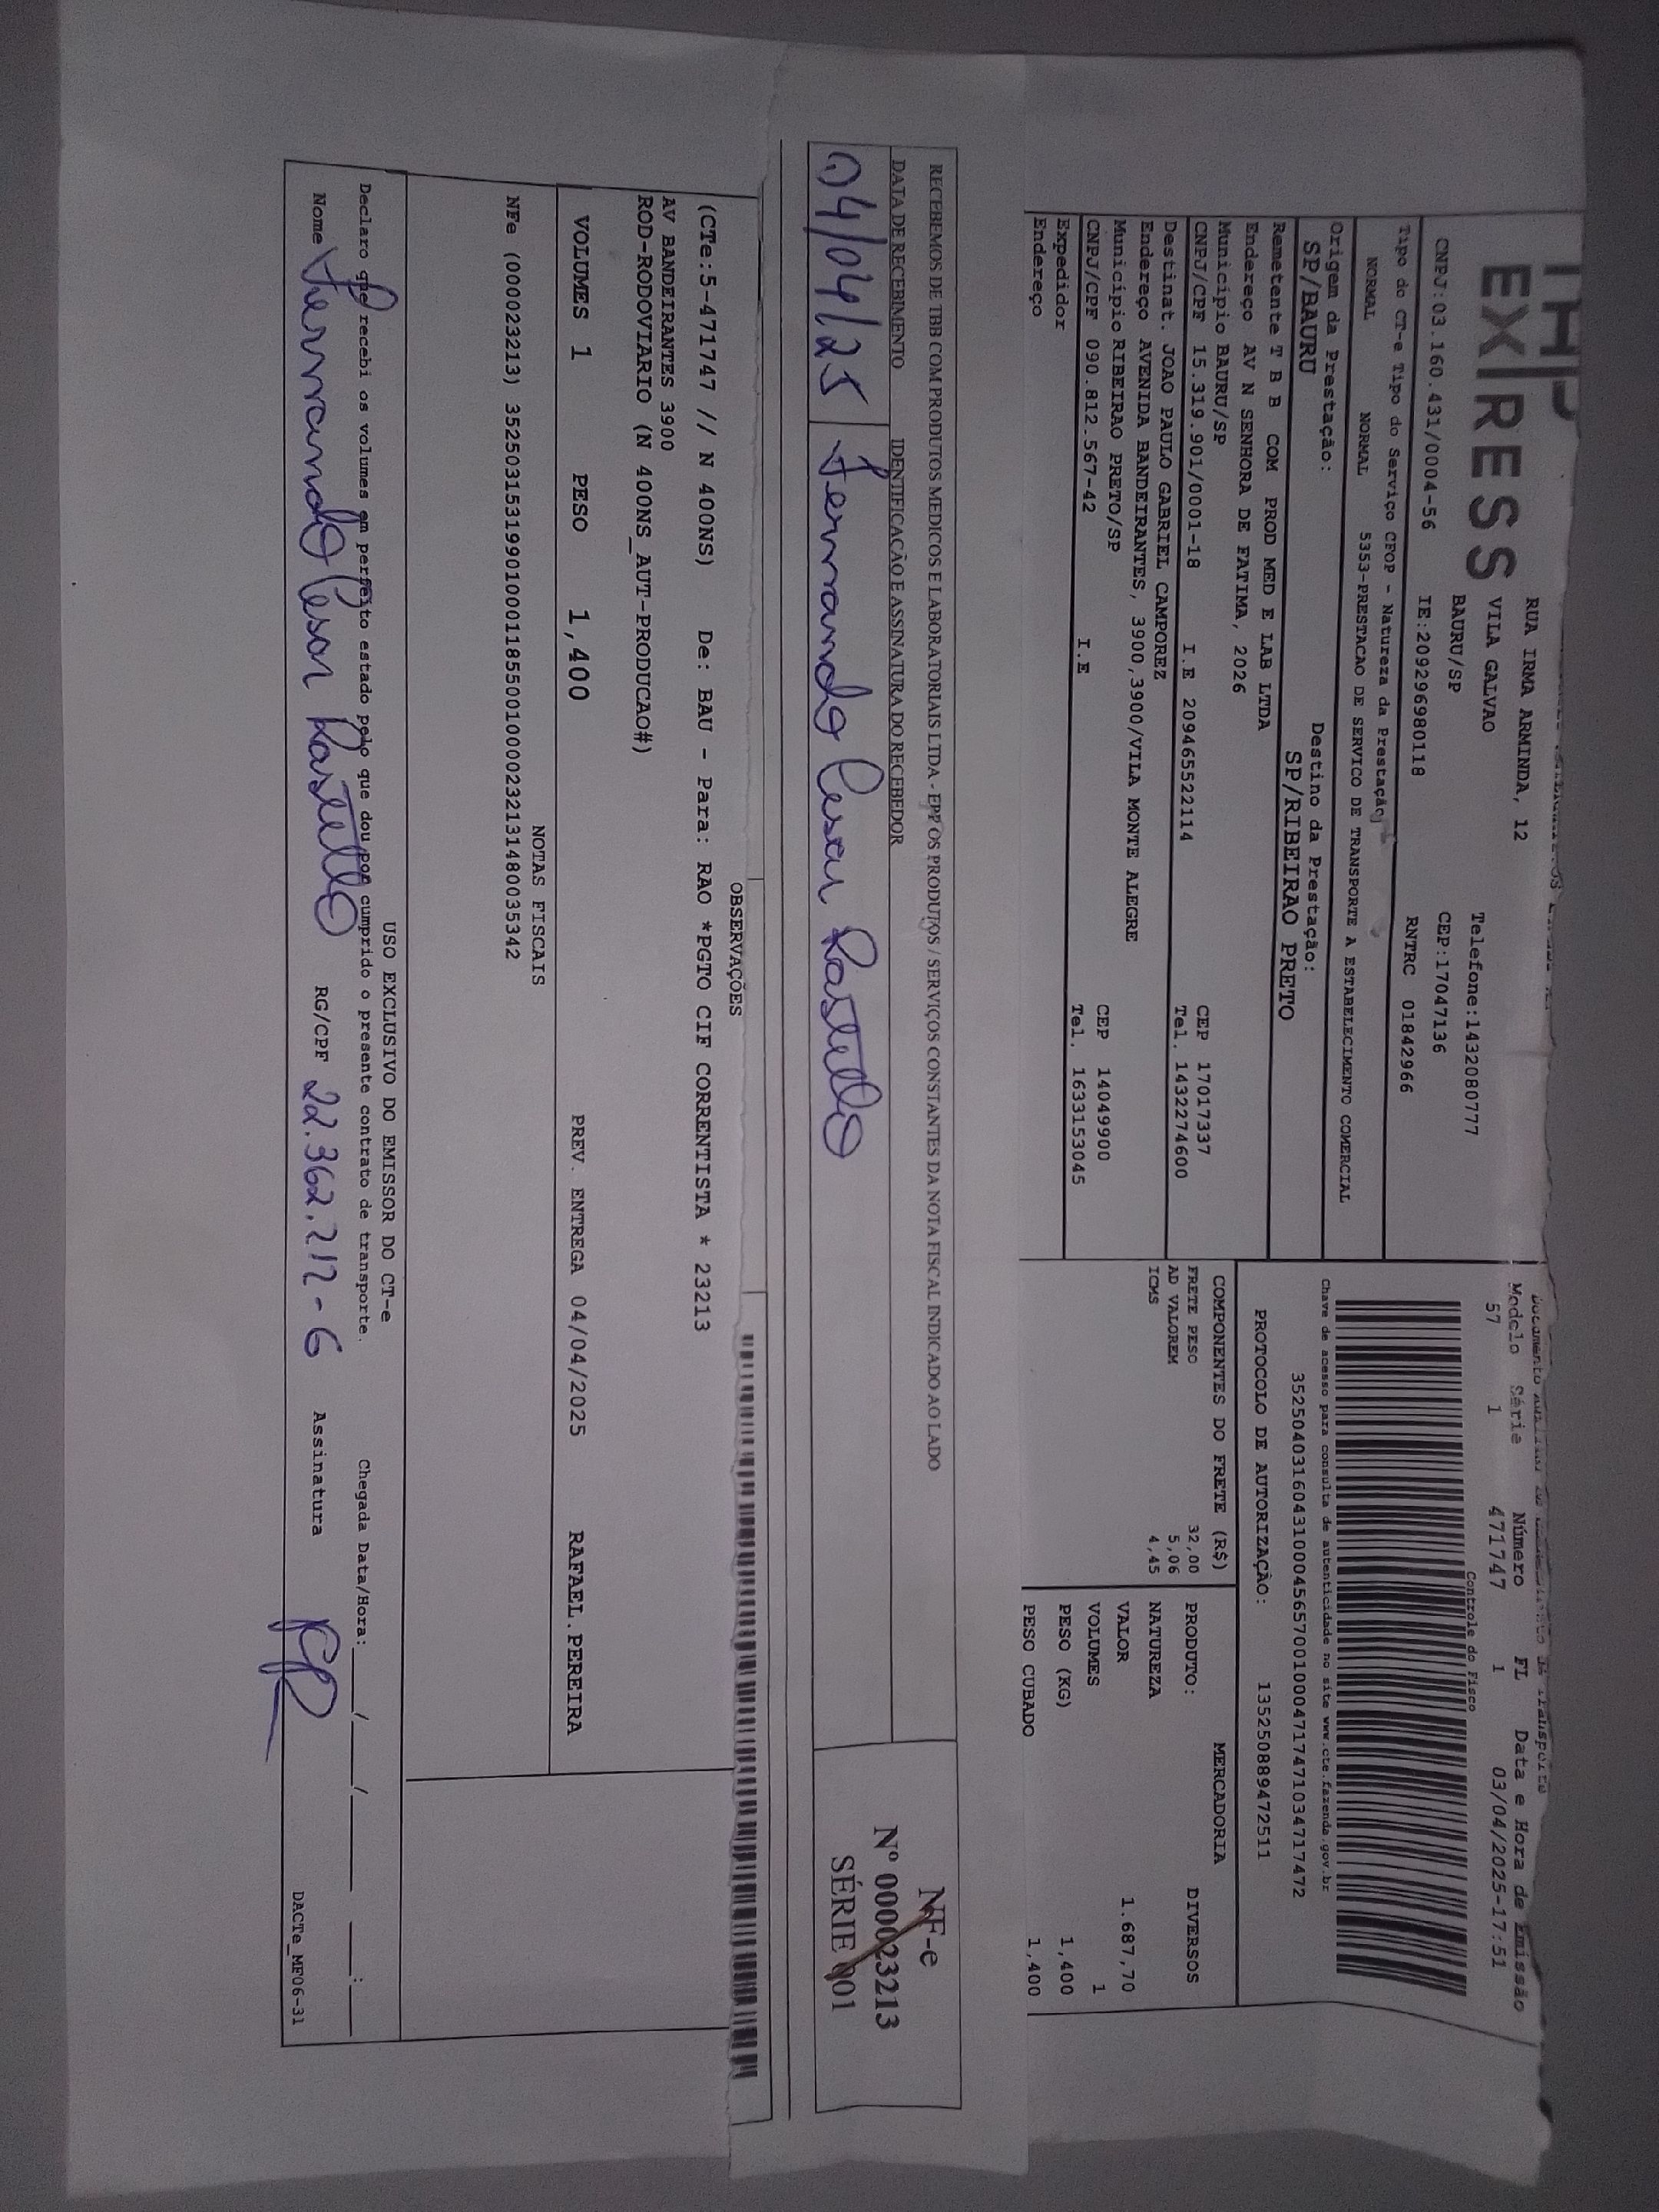 EXPRESS
RUA IRMA ARMINDA, 12
VILA GALVAO
BAURU/SP
Telefone:1432080777
CEP:17047136
CNPJ:03.160.431/0004-56 IE:209296980118 RNTRC 01842966
Tipo do CT-e Tipo do Serviço CFOP - Natureza da Prestação
NORMAL NORMAL 5353-PRESTACAO DE SERVICO DE TRANSPORTE A ESTABELECIMENTO COMERCIAL
Origem da Prestação: Destino da Prestação:
SP/BAURU SP/RIBEIRAO PRETO
Remetente T B B COM PROD MED E LAB LTDA
Endereço AV N SENHORA DE FATIMA, 2026
Municipio BAURU/SP CEP 17017337
CNPJ/CPF 15.319.901/0001-18 I.E 209465522114 Tel. 1432274600
Destinat. JOAO PAULO GABRIEL CAMPOREZ
Endereço AVENIDA BANDEIRANTES, 3900,3900/VILA MONTE ALEGRE
Municipio RIBEIRAO PRETO/SP CEP 14049900
CNPJ/CPF 090.812.567-42 I.E Tel. 1633153045
Expedidor
Endereço
Modelo Série Número FL Data e Hora de Emissão
57 1 471747 1 03/04/2025-17:51
Controle do Fisco
Chave de acesso para consulta de autenticidade no site www.cte.fazenda.gov.br
35250403160431000456570010004717471034717472
PROTOCOLO DE AUTORIZAÇÃO: 135250889472511
COMPONENTES DO FRETE (R$)
FRETE PESO 32,00
AD VALOREM 5,06
ICMS 4,45
MERCADORIA
PRODUTO: DIVERSOS
NATUREZA
VALOR 1.687,70
VOLUMES 1
PESO (KG) 1,400
PESO CUBADO 1,400
RECEBEMOS DE TBB COM PRODUTOS MEDICOS E LABORATORIAIS LTDA - EPP OS PRODUTOS / SERVIÇOS CONSTANTES DA NOTA FISCAL INDICADO AO LADO
DATA DE RECEBIMENTO IDENTIFICAÇÃO E ASSINATURA DO RECEBEDOR
04/04/25 Fernando Cesar Rastello
NF-e
Nº 000023213
SÉRIE 001
OBSERVAÇÕES
(CTe:5-471747 // N 400NS) De: BAU - Para: RAO *PGTO CIF CORRENTISTA * 23213
AV BANDEIRANTES 3900
ROD-RODOVIARIO (N 400NS_AUT-PRODUCAO#)
VOLUMES 1 PESO 1,400 PREV. ENTREGA 04/04/2025 RAFAEL.PEREIRA
NOTAS FISCAIS
NFe (000023213) 35250315319901000118550010000232131480035342
USO EXCLUSIVO DO EMISSOR DO CT-e
Declaro que recebi os volumes em perfeito estado pelo que dou por cumprido o presente contrato de transporte. Chegada Data/Hora:___/___/___ __:__
Nome Fernando Cesar Rastello RG/CPF 22.362.212-6 Assinatura
DACTe_MF06-31